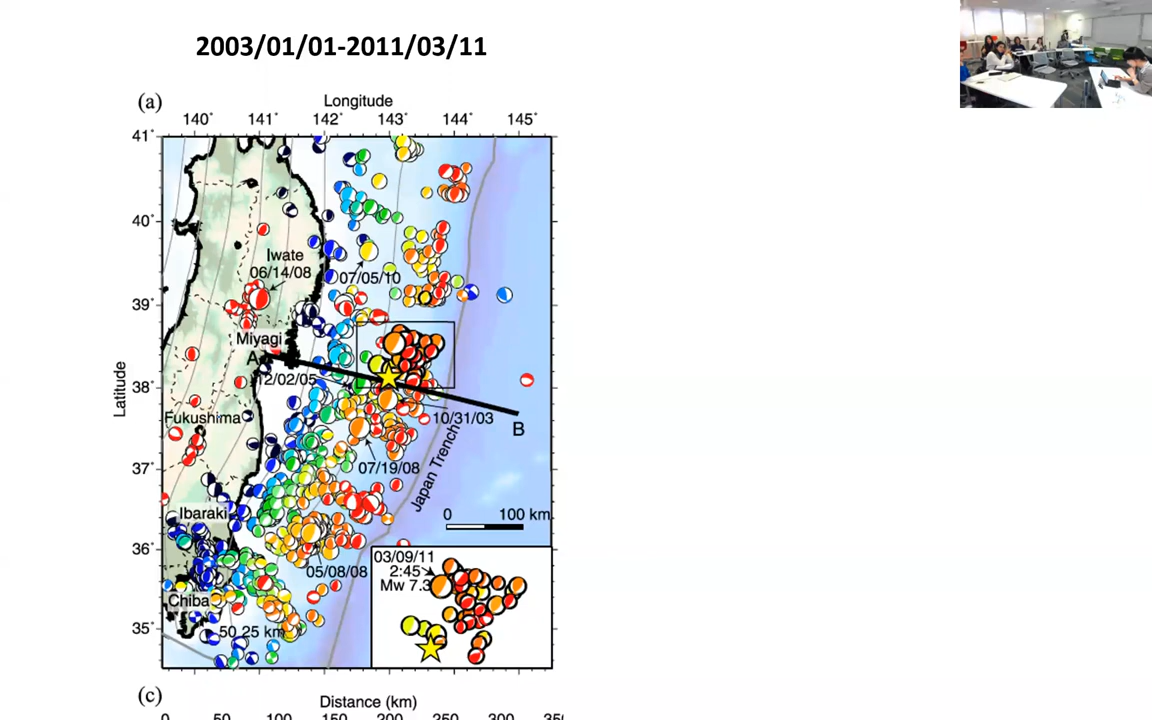 2003/01/01-2011/03/11
(a)
Longitude
140° 141° 142° 143° 144° 145°
41°
40°
39°
38°
37°
36°
35°
Latitude
Iwate
06/14/08
07/05/10
Miyagi
A
12/02/05
Fukushima
10/31/03
B
07/19/08
Japan Trench
Ibaraki
0 100 km
05/08/08
03/09/11
2:45
Mw 7.3
Chiba
50 25 km
(c)
Distance (km)
0 50 100 150 200 250 300